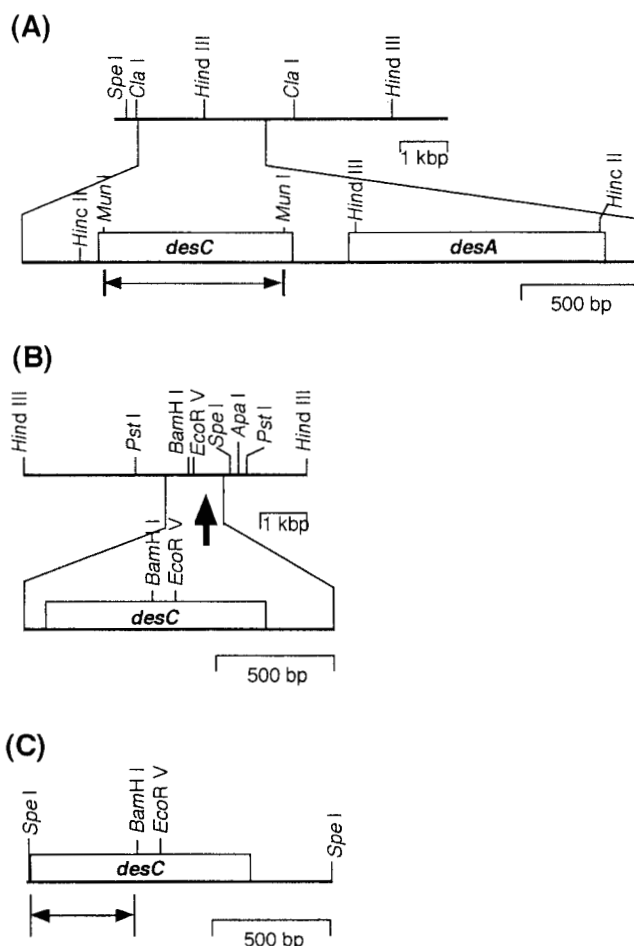 (A)
Spe I
Cla I
Hind III
Cla I
Hind III
1 kbp
Hinc II
Mun I
Mun I
Hind III
Hinc II
desC
desA
500 bp
(B)
Hind III
Pst I
BamH I
EcoR V
Spe I
Apa I
Pst I
Hind III
1 kbp
BamH I
EcoR V
desC
500 bp
(C)
Spe I
BamH I
EcoR V
Spe I
desC
500 bp